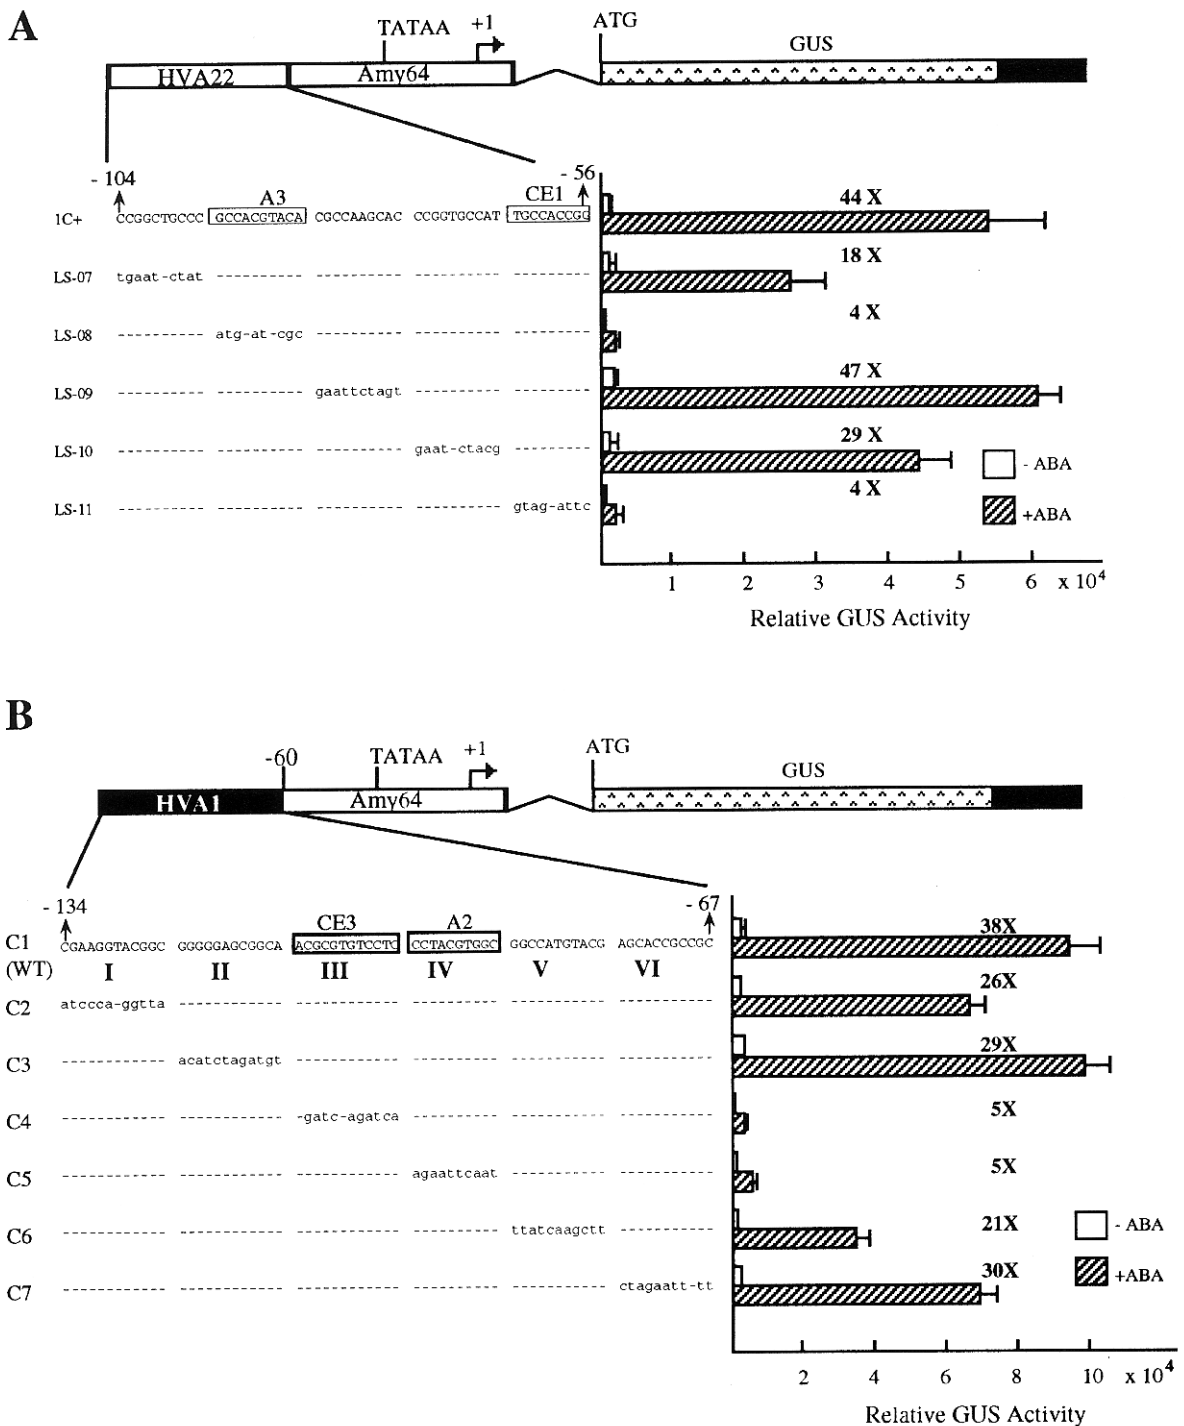 A
TATAA +1 ATG
GUS
HVA22 Amy64
- 104 - 56
A3 CE1
1C+ CCGGCTGCCC GCCACGTACA CGCCAAGCAC CCGGTGCCAT TGCCACCGG 44 X
LS-07 tgaat-ctat ---------- ---------- ---------- --------- 18 X
LS-08 ---------- atg-at-cgc ---------- ---------- --------- 4 X
LS-09 ---------- ---------- gaattctagt ---------- --------- 47 X
LS-10 ---------- ---------- ---------- gaat-ctacg --------- 29 X
LS-11 ---------- ---------- ---------- ---------- gtag-attc 4 X
- ABA
+ABA
1 2 3 4 5 6 x 10⁴
Relative GUS Activity
B
-60 TATAA +1 ATG
GUS
HVA1 Amy64
- 134 - 67
CE3 A2
C1 CGAAGGTACGGC GGGGGAGCGGCA ACGCGTGTCCTC CCTACGTGGC GGCCATGTACG AGCACCGCCGC 38X
(WT) I II III IV V VI
C2 atccca-ggtta ------------ ------------ ---------- ----------- ----------- 26X
C3 ------------ acatctagatgt ------------ ---------- ----------- ----------- 29X
C4 ------------ ------------ -gatc-agatca ---------- ----------- ----------- 5X
C5 ------------ ------------ ------------ agaattcaat ----------- ----------- 5X
C6 ------------ ------------ ------------ ---------- ttatcaagctt ----------- 21X
C7 ------------ ------------ ------------ ---------- ----------- ctagaatt-tt 30X
- ABA
+ABA
2 4 6 8 10 x 10⁴
Relative GUS Activity